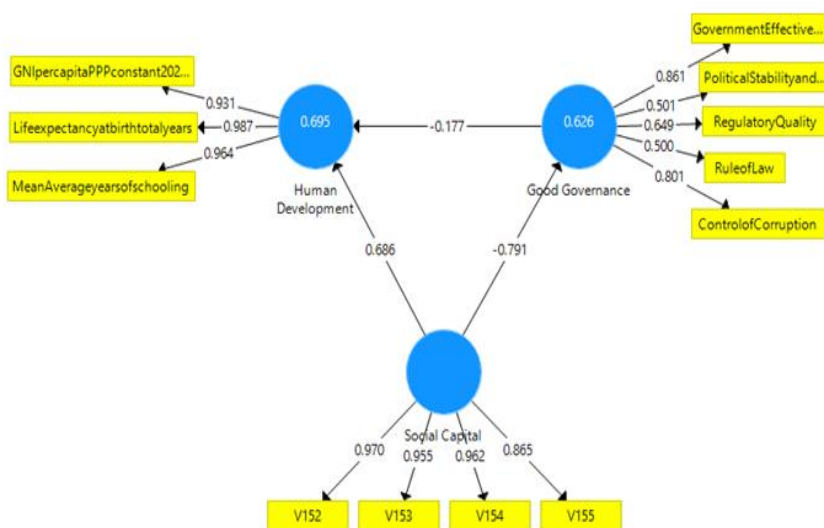 GovernmentEffective...
0.861
GNIpercapitaPPPconstant202...
PoliticalStabilityand...
0.931
0.501
Lifeexpectancyatbirthtotalyears
0.987
0.695
-0.177
0.626
0.649
RegulatoryQuality
0.964
0.500
MeanAverageyearsofschooling
RuleofLaw
0.801
Human
Development
Good Governance
ControlofCorruption
0.686
-0.791
Social Capital
0.970
0.955
0.962
0.865
V152
V153
V154
V155